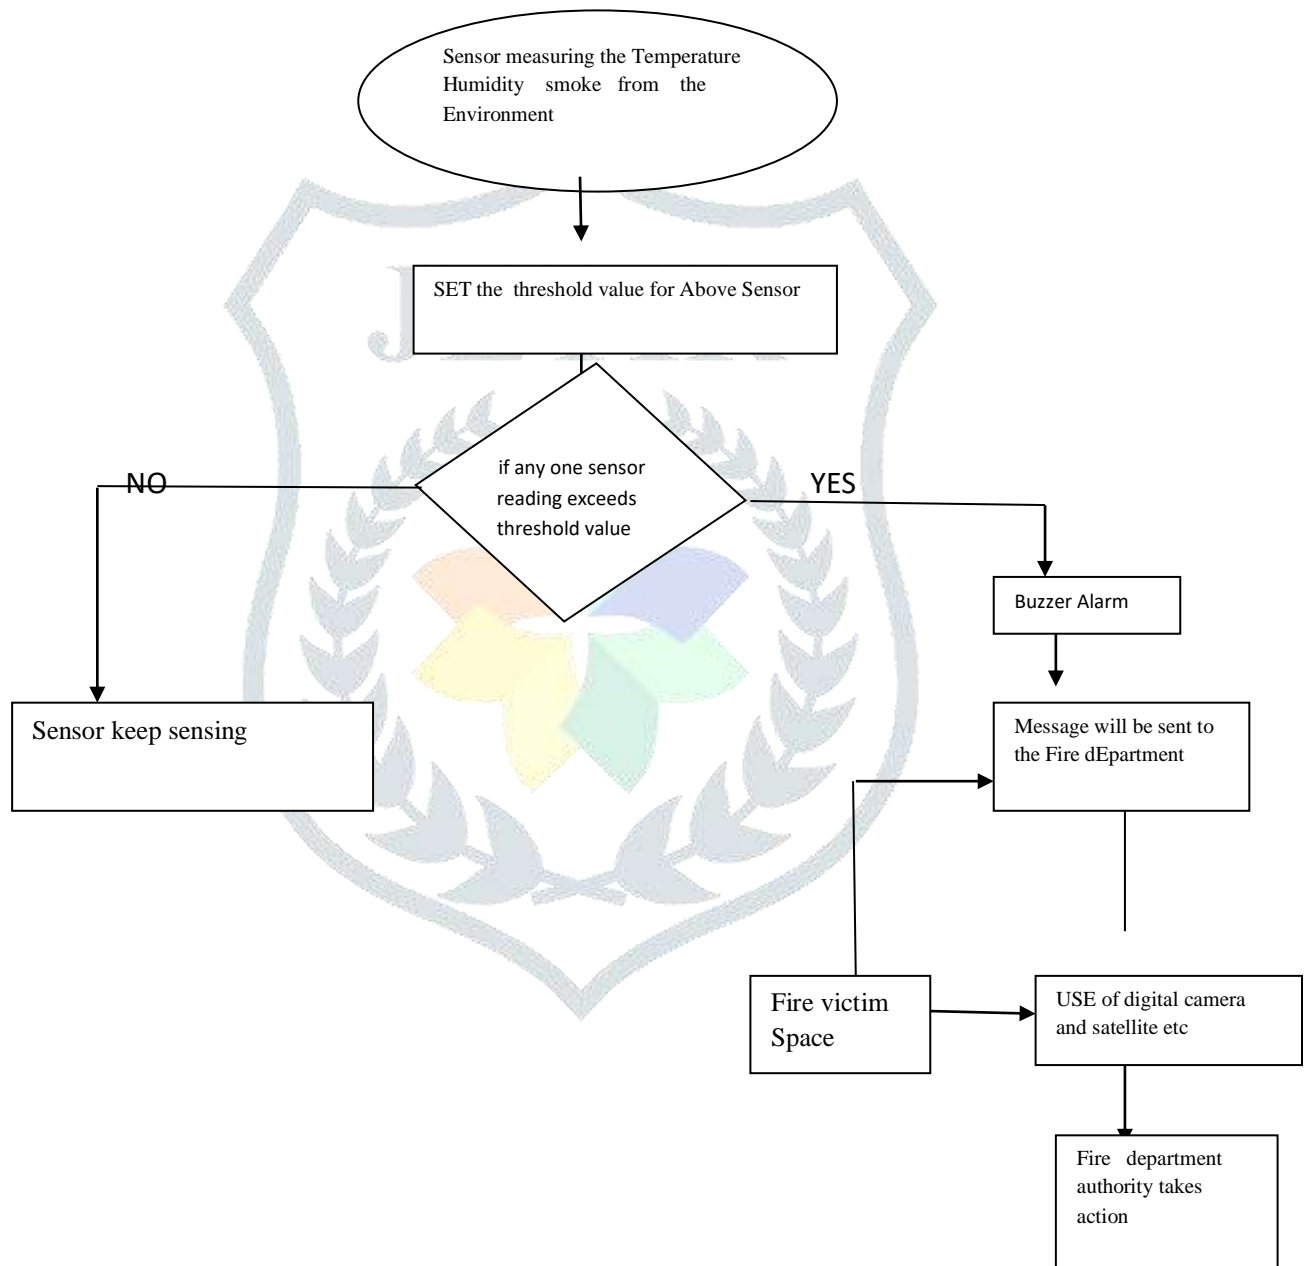 Sensor measuring the Temperature
Humidity smoke from the
Environment
SET the threshold value for Above Sensor
if any one sensor
reading exceeds
threshold value
NO
YES
Buzzer Alarm
Sensor keep sensing
Message will be sent to
the Fire dEpartment
Fire victim
Space
USE of digital camera
and satellite etc
Fire department
authority takes
action